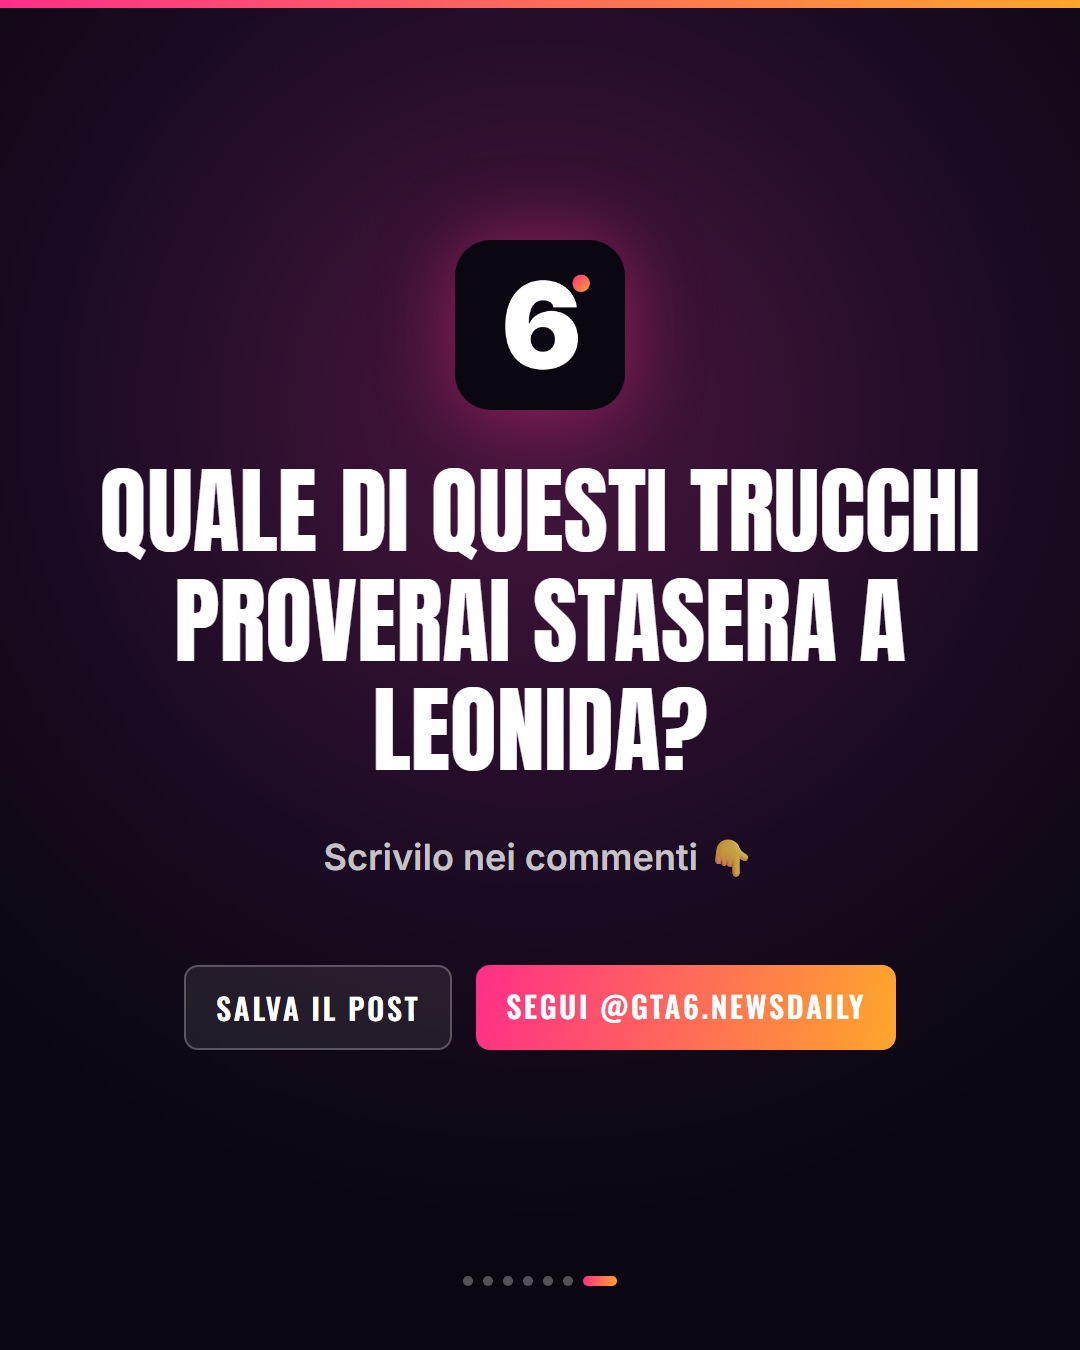 6
QUALE DI QUESTI TRUCCHI
PROVERAI STASERA A
LEONIDA?
Scrivilo nei commenti 👇
SALVA IL POST
SEGUI @GTA6.NEWSDAILY